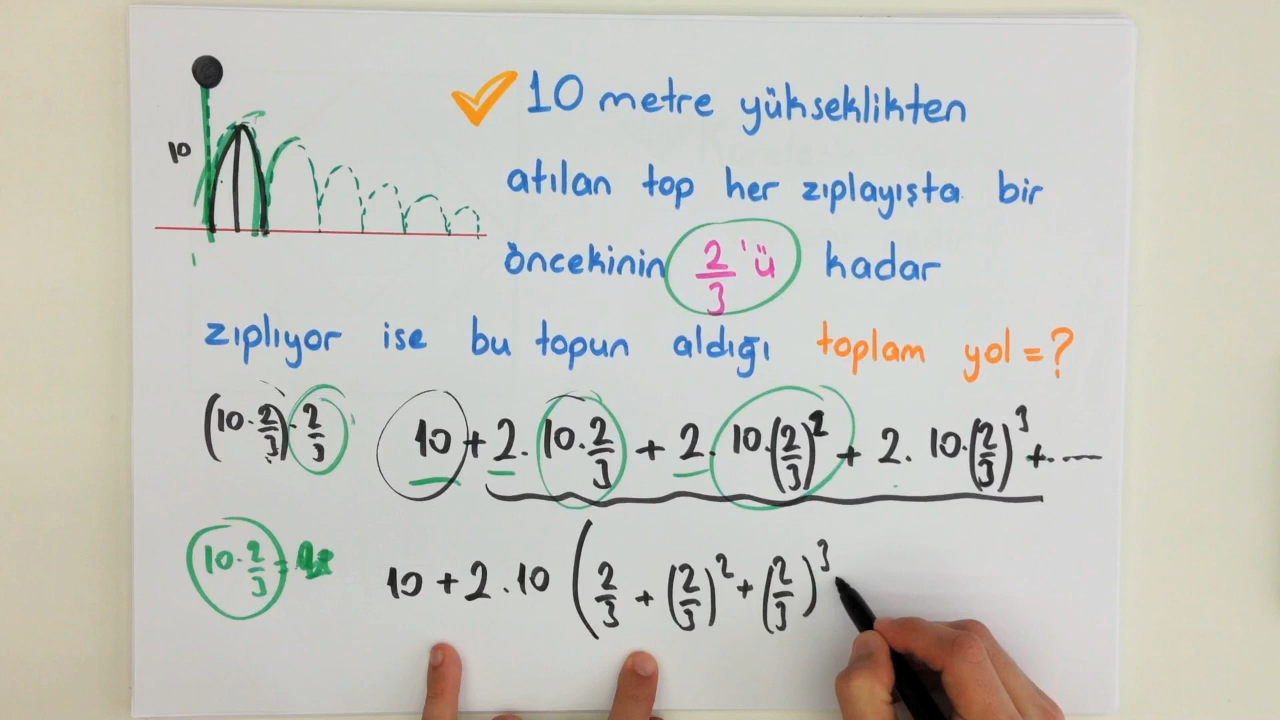 10
10 metre yükseklikten
atılan top her zıplayışta bir
öncekinin 2/3'ü kadar
zıplıyor ise bu topun aldığı toplam yol=?
(10·2/3)·2/3
10+2.10·2/3 + 2.10·(2/3)² + 2.10·(2/3)³+.---
10·2/3
10+2.10(2/3 + (2/3)² + (2/3)³